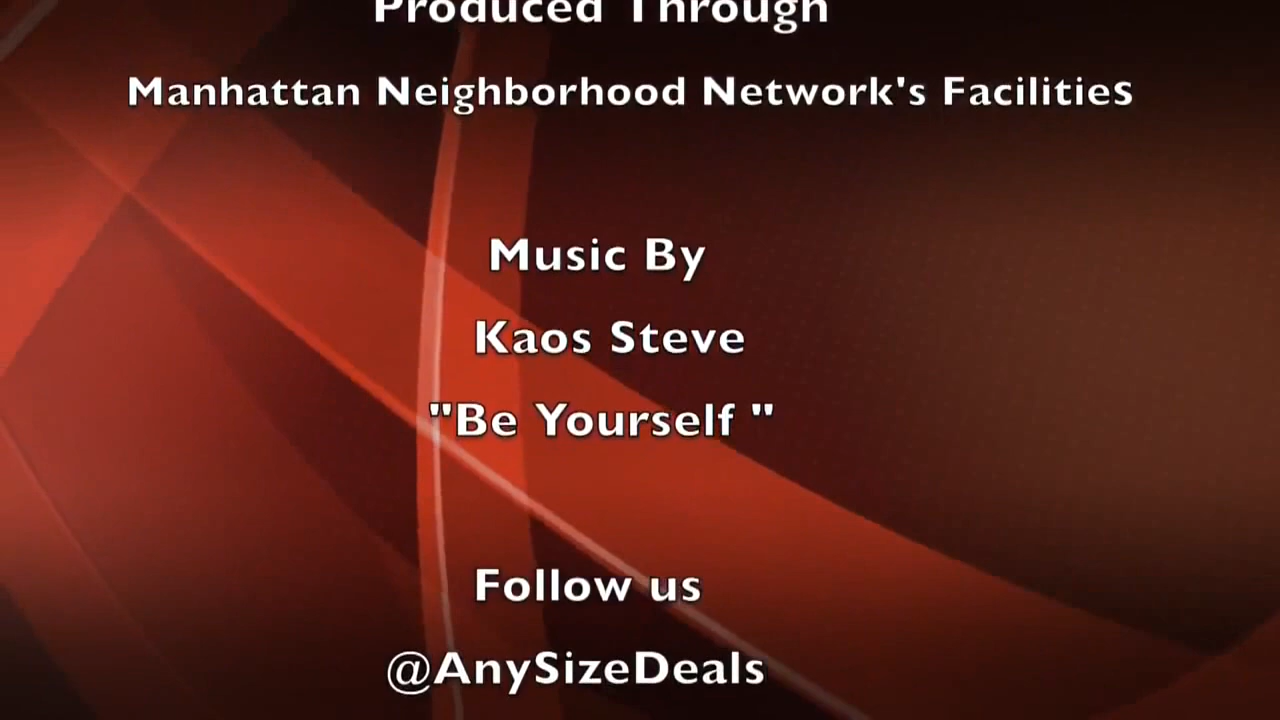 Produced Through
Manhattan Neighborhood Network's Facilities
Music By
Kaos Steve
"Be Yourself "
Follow us
@AnySizeDeals